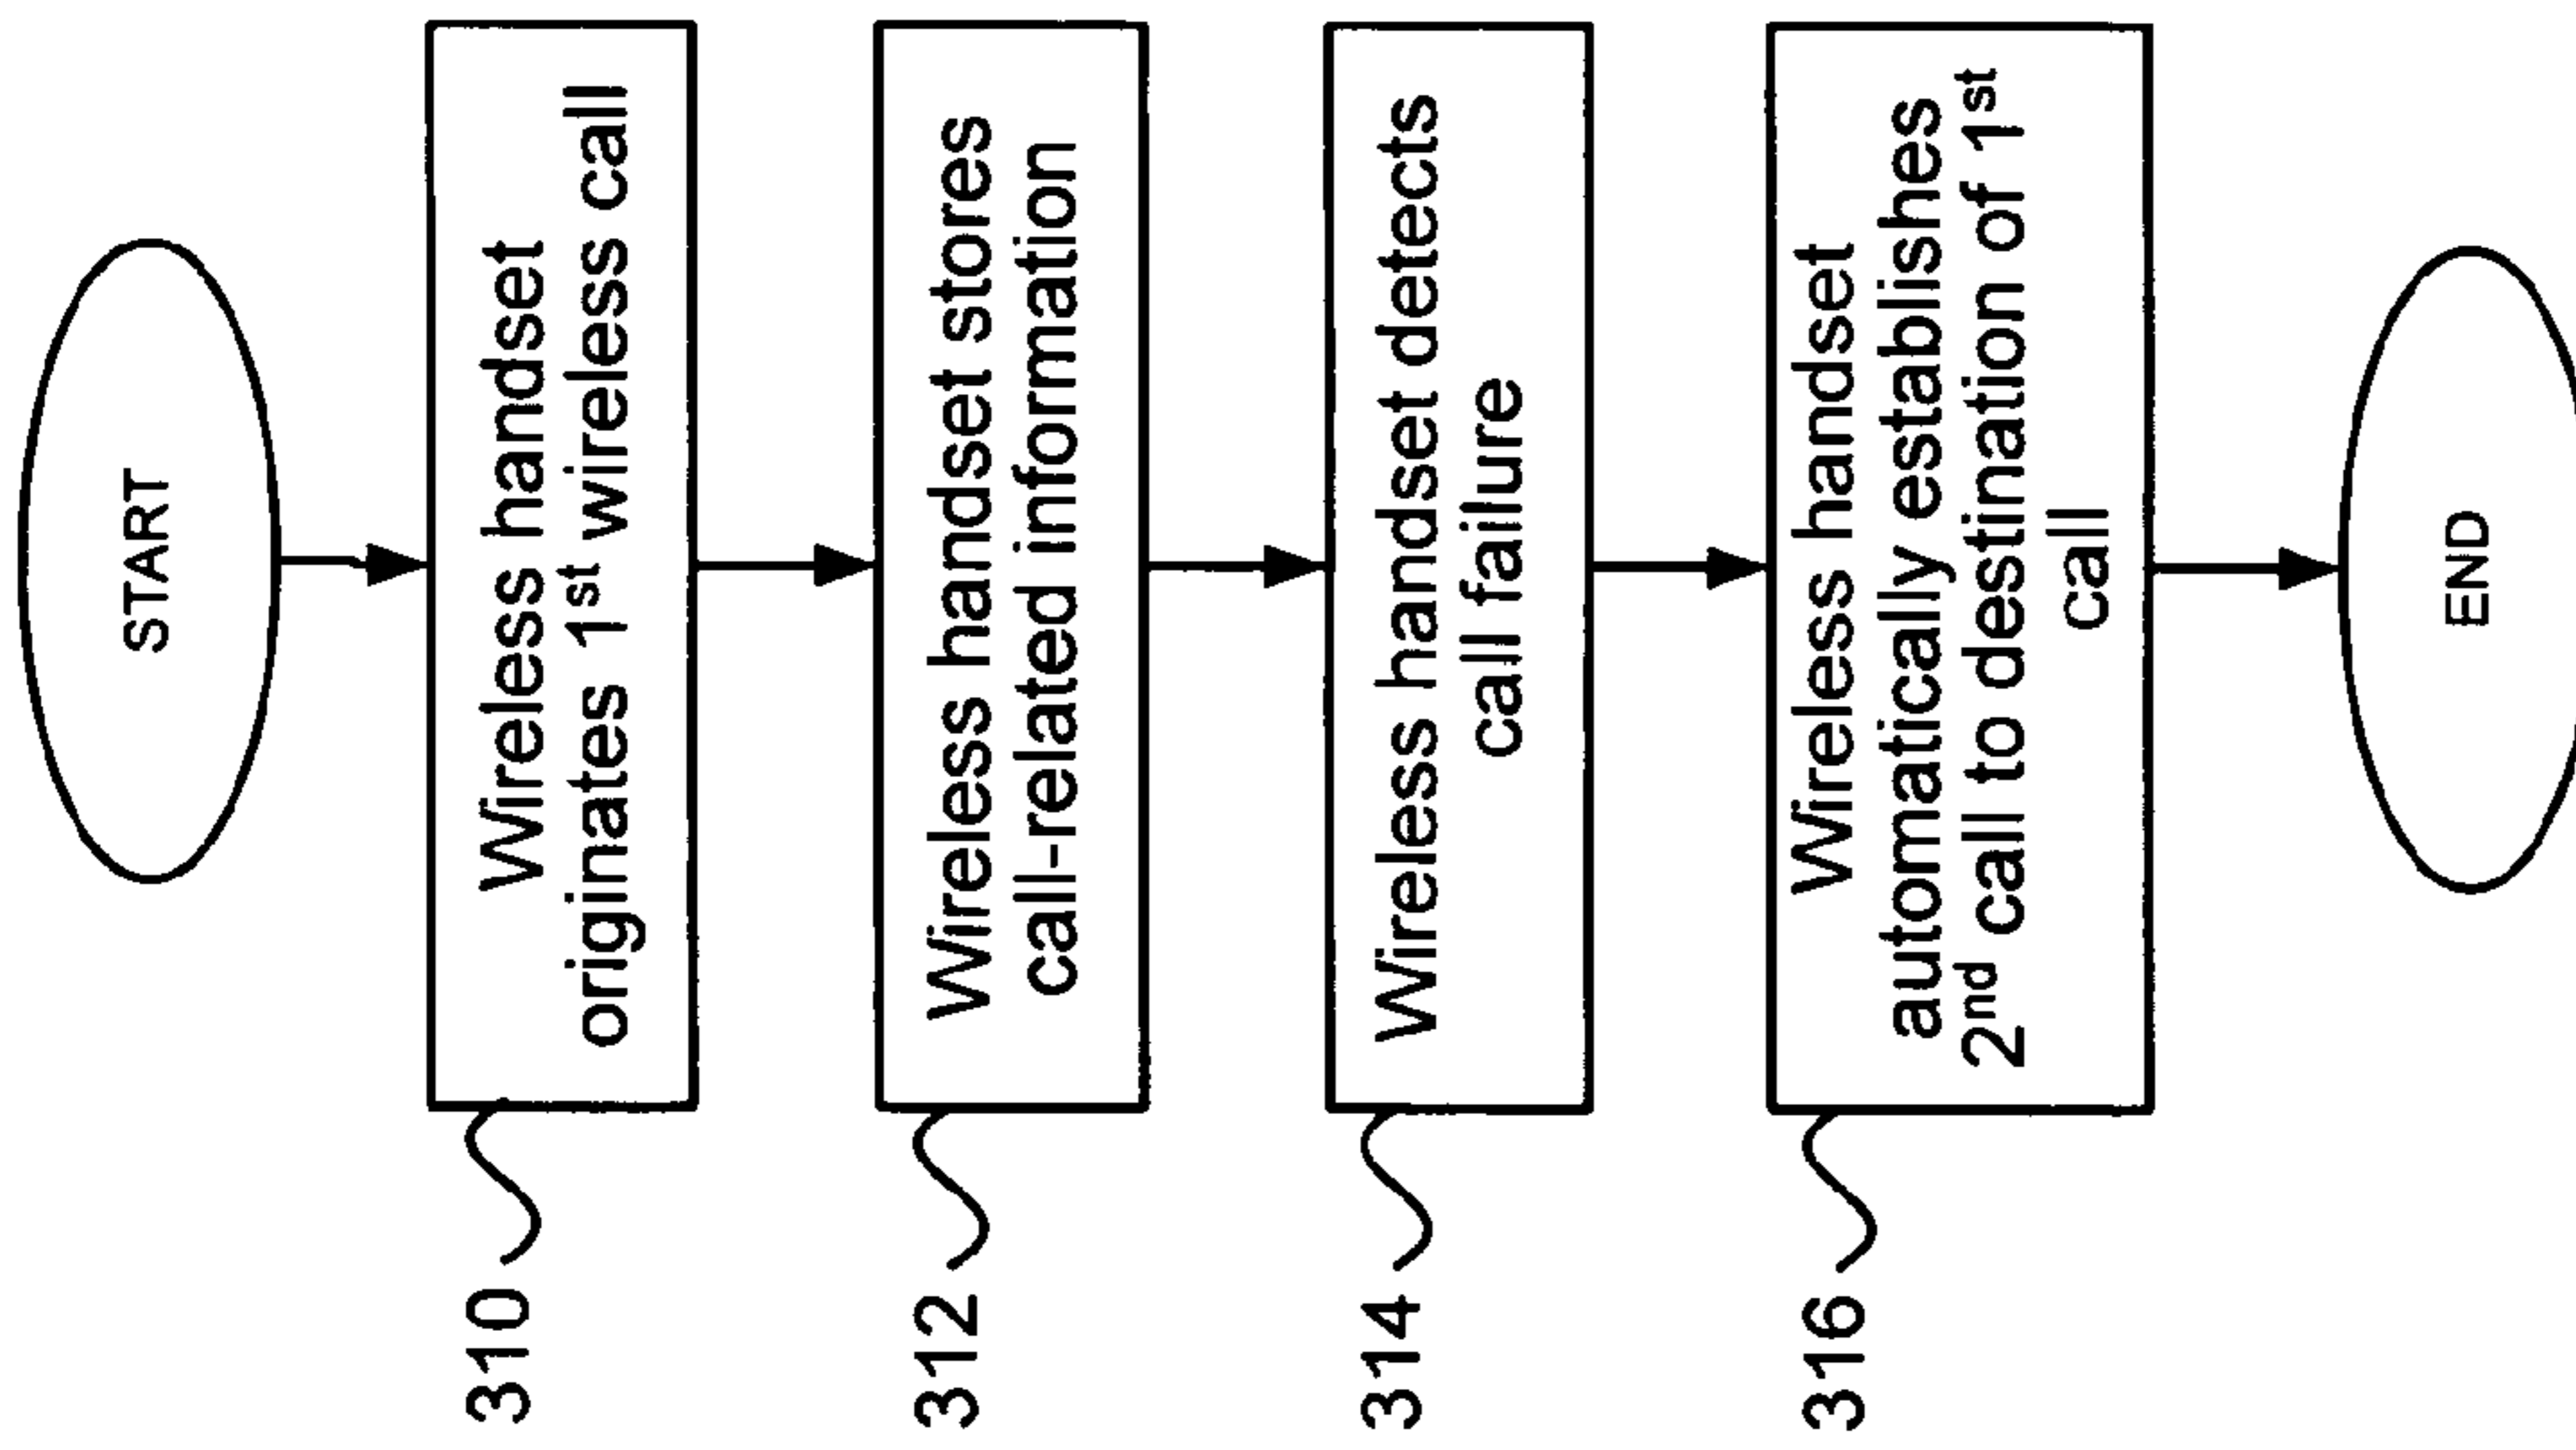 START
310
Wireless handset
originates 1st wireless call
312
Wireless handset stores
call-related information
314
Wireless handset detects
call failure
316
Wireless handset
automatically establishes
2nd call to destination of 1st
call
END